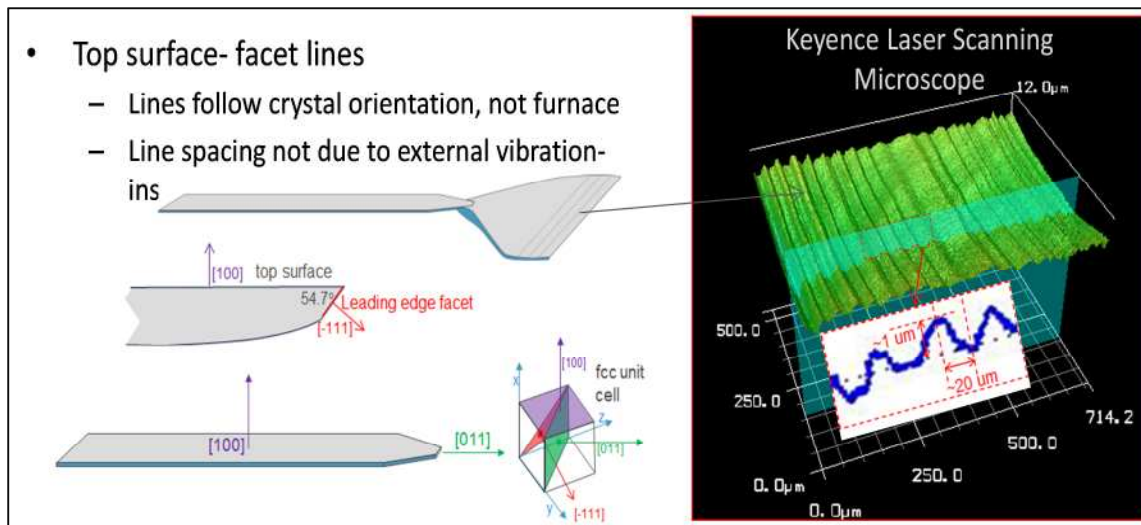 • Top surface- facet lines
– Lines follow crystal orientation, not furnace
– Line spacing not due to external vibration-
ins
[100]
top surface
54.7°
Leading edge facet
[-111]
[100]
[011]
[100]
fcc unit
cell
x
z
[011]
y
[-111]
Keyence Laser Scanning
Microscope
12.0µm
500.0
250.0
0.0µm
0.0µm
250.0
500.0
714.2
~1 um
~20 um